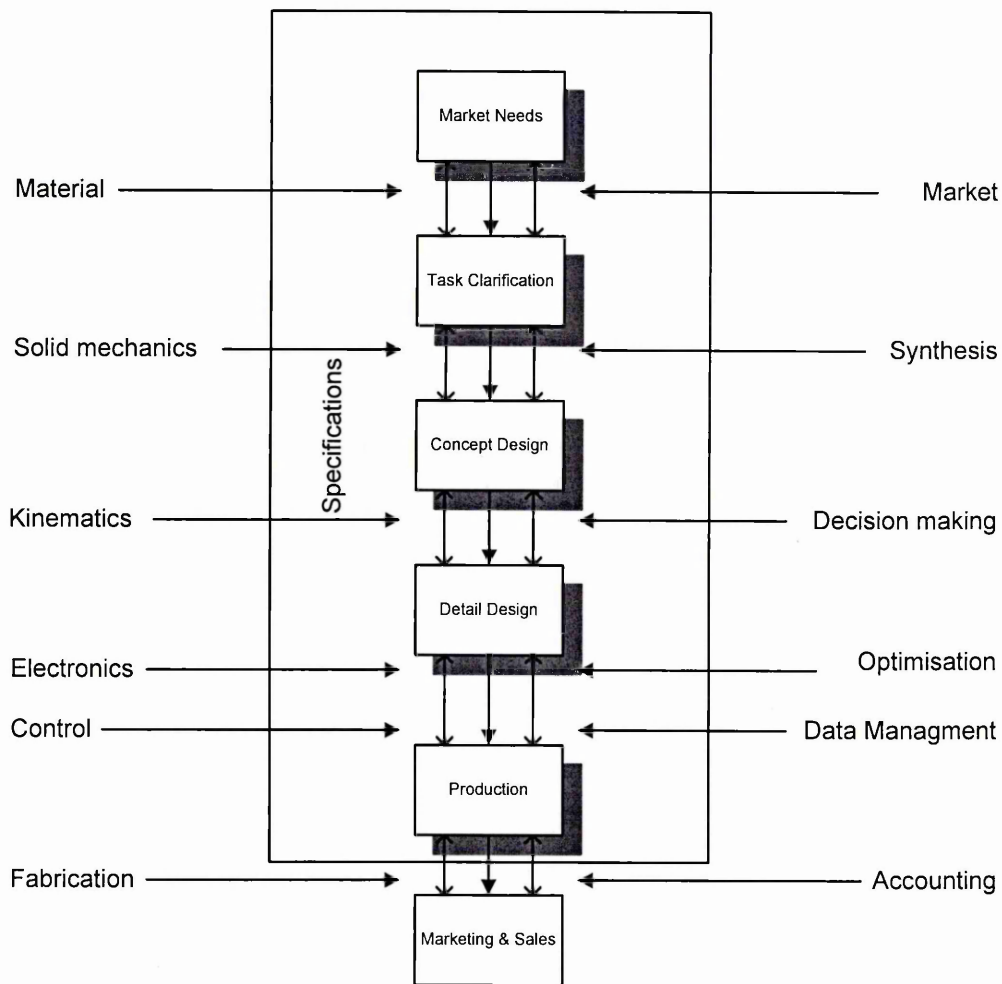 Market Needs
Material
Market
Task Clarification
Solid mechanics
Synthesis
Specifications
Concept Design
Kinematics
Decision making
Detail Design
Electronics
Optimisation
Control
Data Managment
Production
Fabrication
Accounting
Marketing & Sales